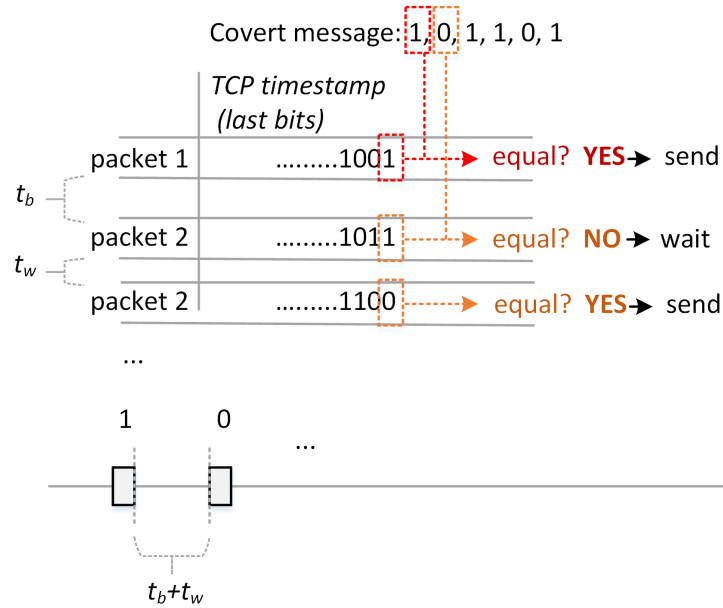 Covert message: 1, 0, 1, 1, 0, 1
TCP timestamp
(last bits)
packet 1 .........1001 equal? YES send
t_b
packet 2 .........1011 equal? NO wait
t_w
packet 2 .........1100 equal? YES send
...
1 0 ...
t_b+t_w